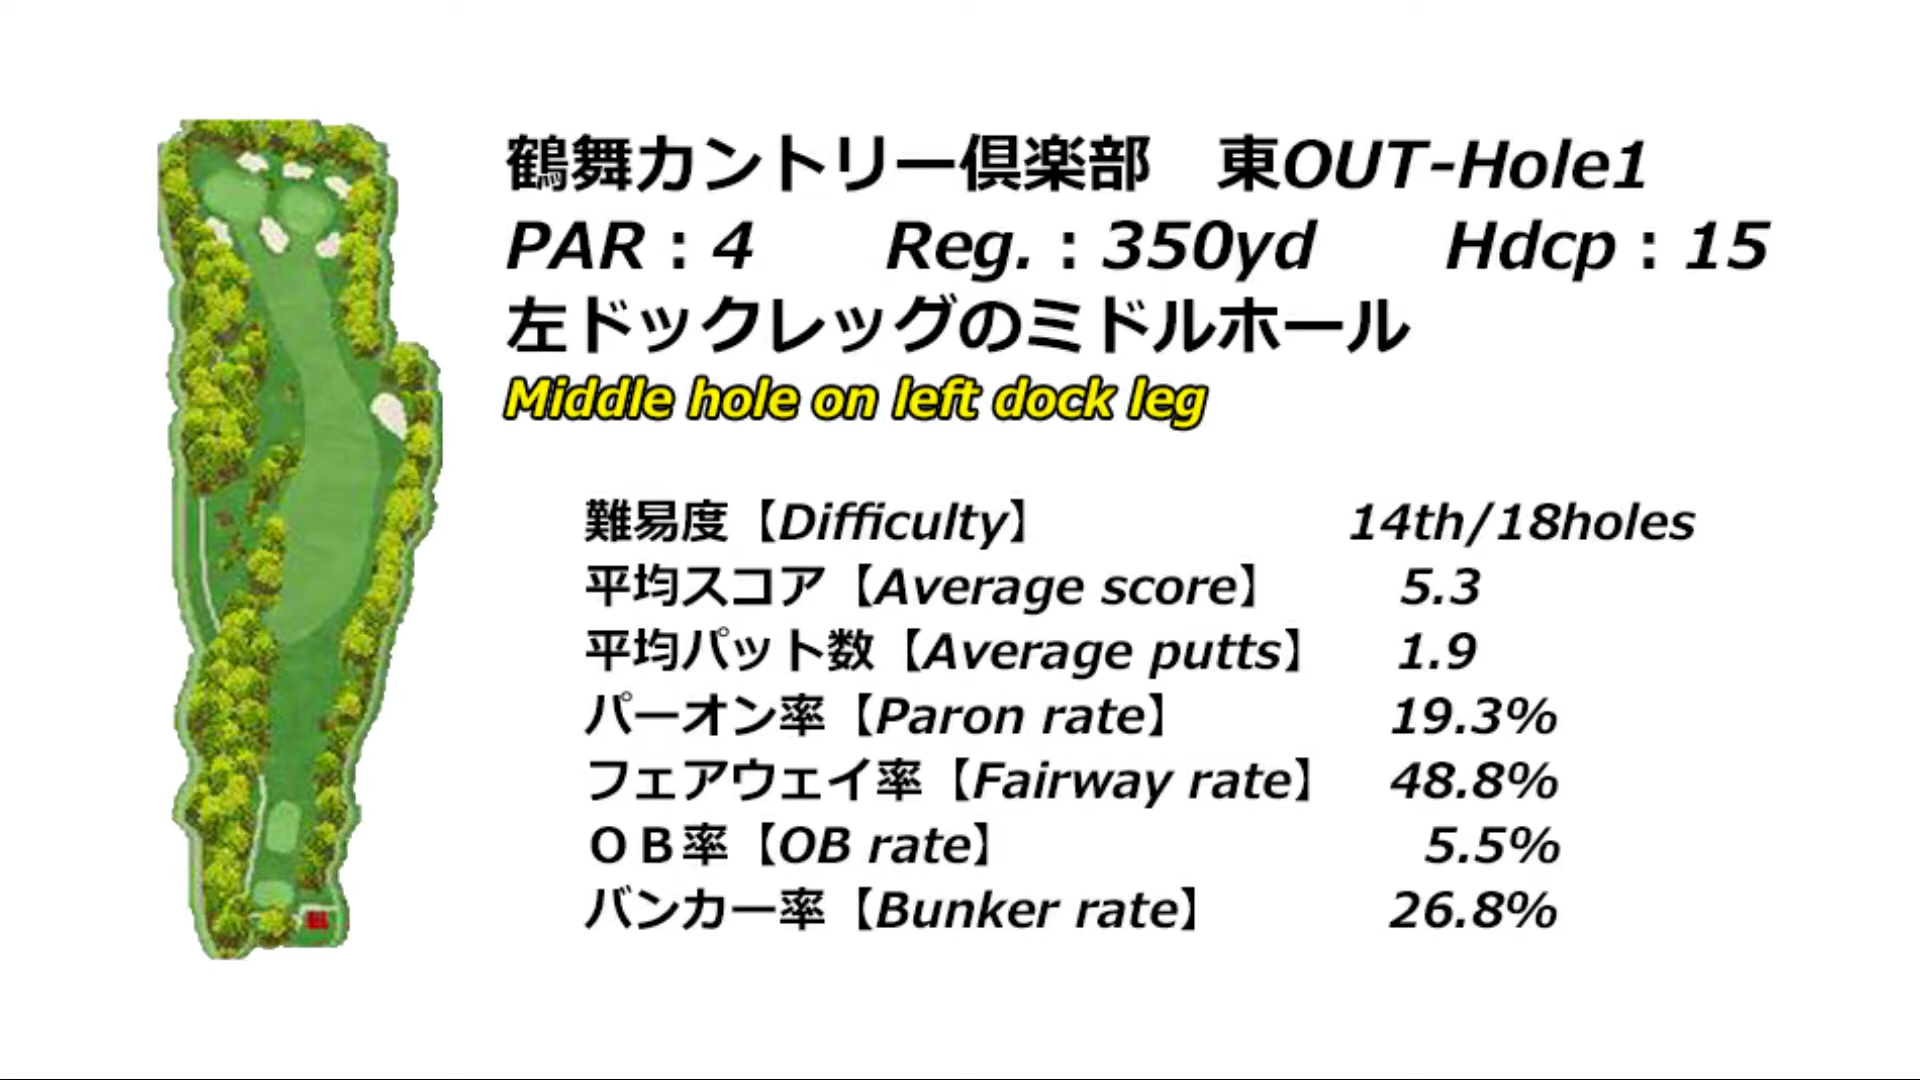 鶴舞カントリー倶楽部　東OUT-Hole1
PAR：4　Reg.：350yd　Hdcp：15
左ドックレッグのミドルホール
Middle hole on left dock leg
難易度【Difficulty】 14th/18holes
平均スコア【Average score】 5.3
平均パット数【Average putts】 1.9
パーオン率【Paron rate】 19.3%
フェアウェイ率【Fairway rate】 48.8%
ＯＢ率【OB rate】 5.5%
バンカー率【Bunker rate】 26.8%